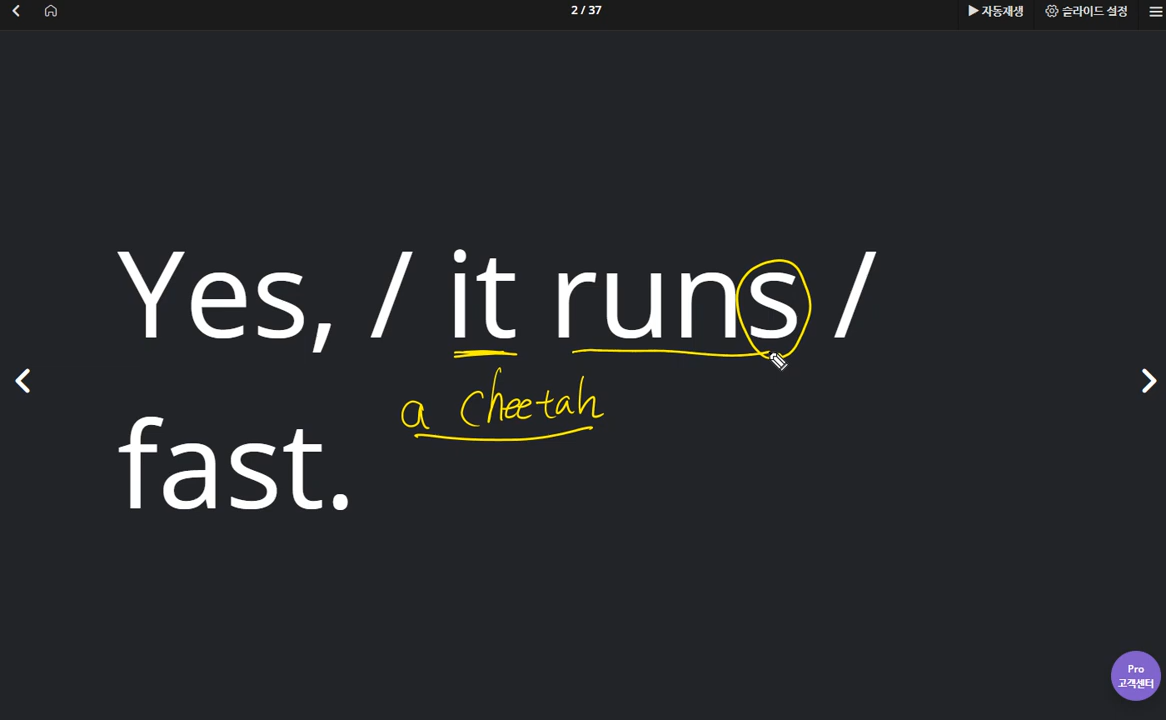 2 / 37
▶ 자동재생
슬라이드 설정
Yes, / it runs /
a cheetah
fast.
Pro
고객센터